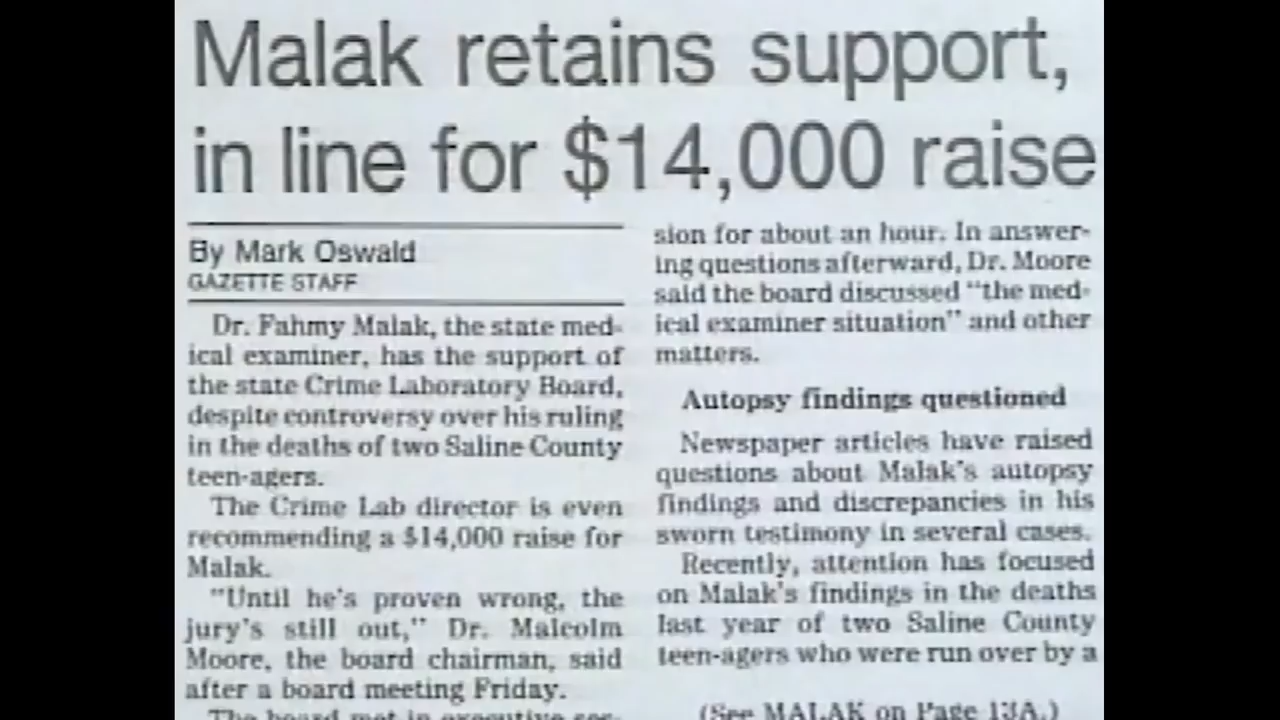 Malak retains support,
in line for $14,000 raise
By Mark Oswald
GAZETTE STAFF
Dr. Fahmy Malak, the state med-
ical examiner, has the support of
the state Crime Laboratory Board,
despite controversy over his ruling
in the deaths of two Saline County
teen-agers.
The Crime Lab director is even
recommending a $14,000 raise for
Malak.
"Until he's proven wrong, the
jury's still out," Dr. Malcolm
Moore, the board chairman, said
after a board meeting Friday.
The board met in executive ses-
sion for about an hour. In answer-
ing questions afterward, Dr. Moore
said the board discussed "the med-
ical examiner situation" and other
matters.
Autopsy findings questioned
Newspaper articles have raised
questions about Malak's autopsy
findings and discrepancies in his
sworn testimony in several cases.
Recently, attention has focused
on Malak's findings in the deaths
last year of two Saline County
teen-agers who were run over by a
(See MALAK on Page 13A.)